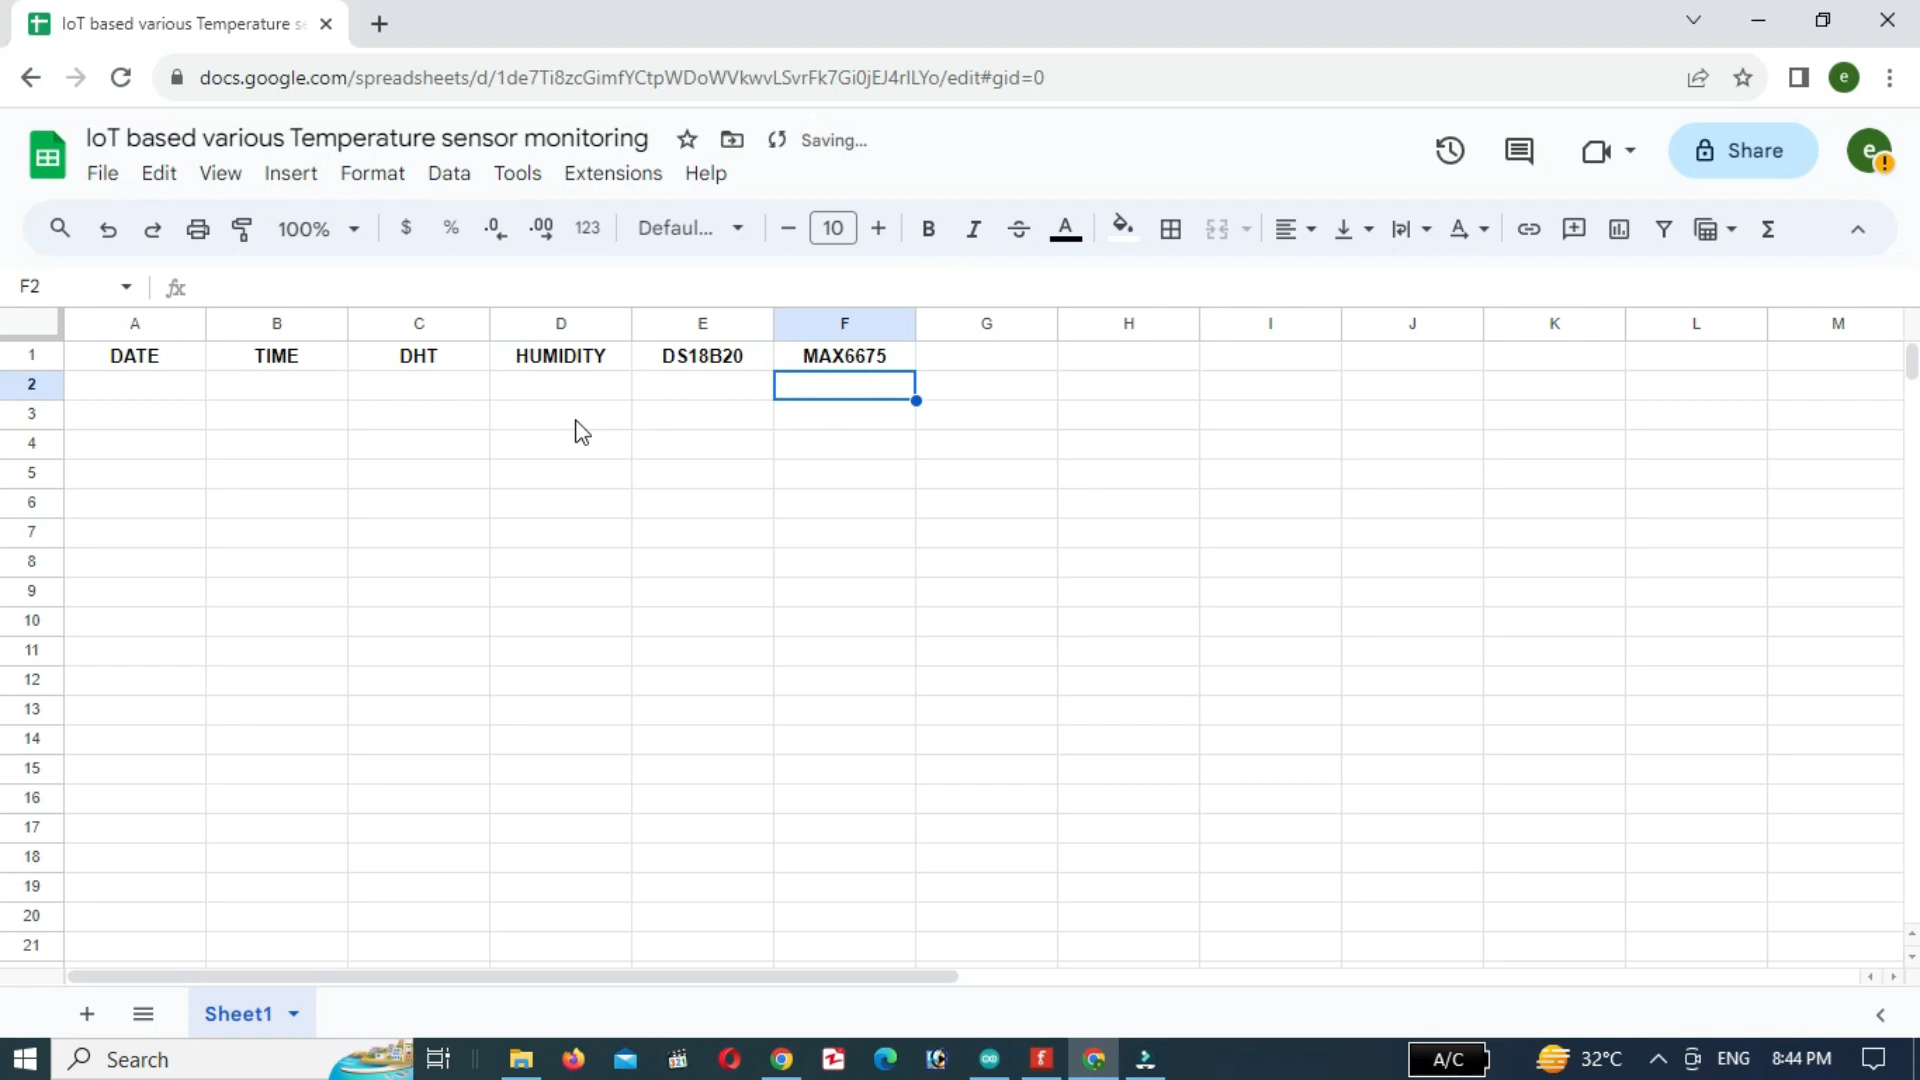 IoT based various Temperature se
docs.google.com/spreadsheets/d/1de7Ti8zcGimfYCtpWDoWVkwvLSvrFk7Gi0jEJ4rlLYo/edit#gid=0
e
IoT based various Temperature sensor monitoring
Saving...
File Edit View Insert Format Data Tools Extensions Help
Share
e
100% $ % .0 .00 123 Defaul... 10 B I S A Σ
F2 fx
A B C D E F G H I J K L M
1 DATE TIME DHT HUMIDITY DS18B20 MAX6675
2
3
4
5
6
7
8
9
10
11
12
13
14
15
16
17
18
19
20
21
Sheet1
Search
A/C 32°C ENG 8:44 PM